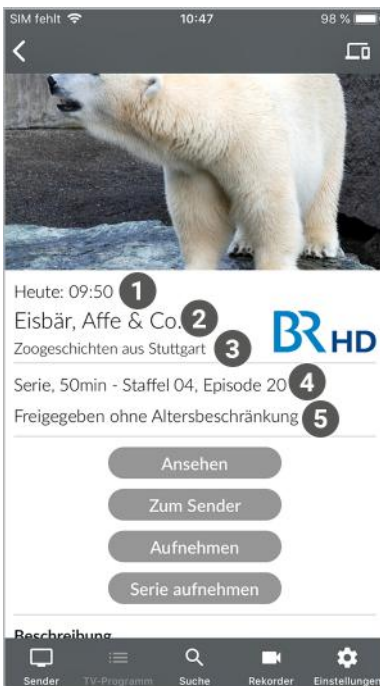 SIM fehlt 10:47 98 %
Heute: 09:50 1
Eisbär, Affe & Co. 2
BR HD
Zoogeschichten aus Stuttgart 3
Serie, 50min - Staffel 04, Episode 20 4
Freigegeben ohne Altersbeschränkung 5
Ansehen
Zum Sender
Aufnehmen
Serie aufnehmen
Beschreibung
Sender TV-Programm Suche Rekorder Einstellungen